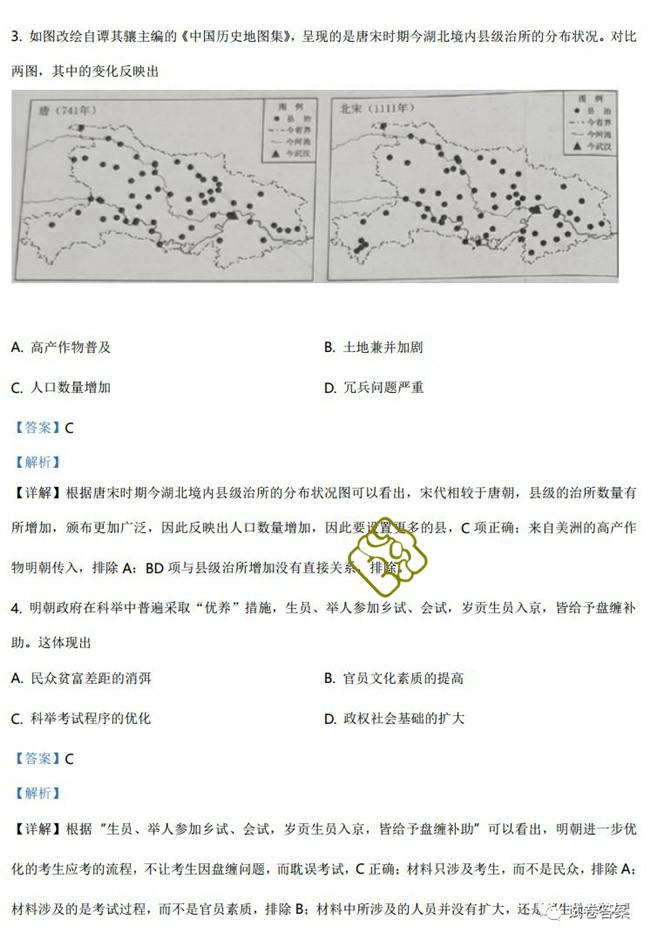 3. 如图改绘自谭其骧主编的《中国历史地图集》，呈现的是唐宋时期今湖北境内县级治所的分布状况。对比
两图，其中的变化反映出
唐（741年）
图 例
县 治
今省界
今河流
今武汉
北宋（1111年）
图 例
县 治
今省界
今河流
今武汉
A. 高产作物普及
B. 土地兼并加剧
C. 人口数量增加
D. 冗兵问题严重
【答案】C
【解析】
【详解】根据唐宋时期今湖北境内县级治所的分布状况图可以看出，宋代相较于唐朝，县级的治所数量有
所增加，颁布更加广泛，因此反映出人口数量增加，因此要设置更多的县，C 项正确；来自美洲的高产作
物明朝传入，排除 A；BD 项与县级治所增加没有直接关系，排除。
4. 明朝政府在科举中普遍采取“优养”措施，生员、举人参加乡试、会试，岁贡生员入京，皆给予盘缠补
助。这体现出
A. 民众贫富差距的消弭
B. 官员文化素质的提高
C. 科举考试程序的优化
D. 政权社会基础的扩大
【答案】C
【解析】
【详解】根据“生员、举人参加乡试、会试，岁贡生员入京，皆给予盘缠补助”可以看出，明朝进一步优
化的考生应考的流程，不让考生因盘缠问题，而耽误考试，C 正确；材料只涉及考生，而不是民众，排除 A；
材料涉及的是考试过程，而不是官员素质，排除 B；材料中所涉及的人员并没有扩大，还是“生
试卷答案